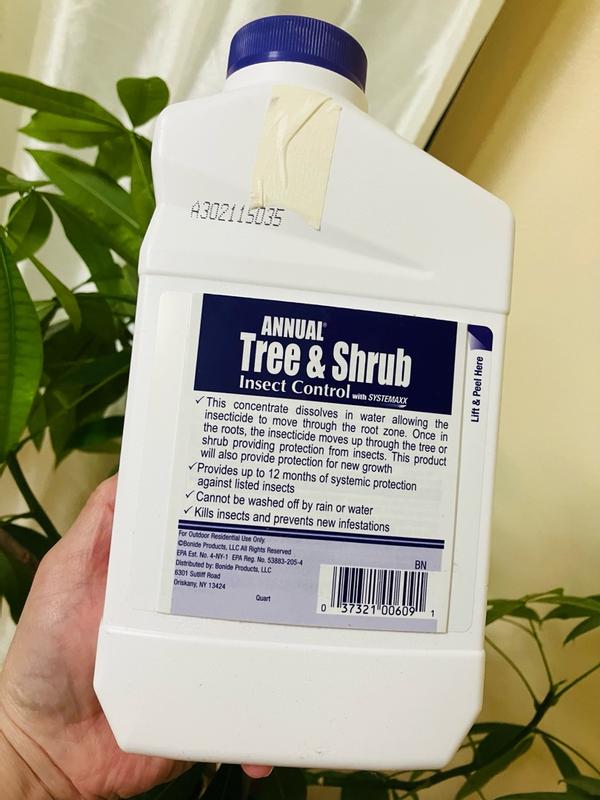 A302115035
ANNUAL®
Tree & Shrub
Insect Control with SYSTEMAXX
Lift & Peel Here
✓This concentrate dissolves in water allowing the
insecticide to move through the root zone. Once in
the roots, the insecticide moves up through the tree or
shrub providing protection from insects. This product
will also provide protection for new growth
✓Provides up to 12 months of systemic protection
against listed insects
✓Cannot be washed off by rain or water
✓Kills insects and prevents new infestations
For Outdoor Residential Use Only.
©Bonide Products, LLC All Rights Reserved
EPA Est. No. 4-NY-1 EPA Reg. No. 53883-205-4
Distributed by: Bonide Products, LLC
6301 Sutliff Road
Oriskany, NY 13424
Quart
BN
0 37321 00609 1